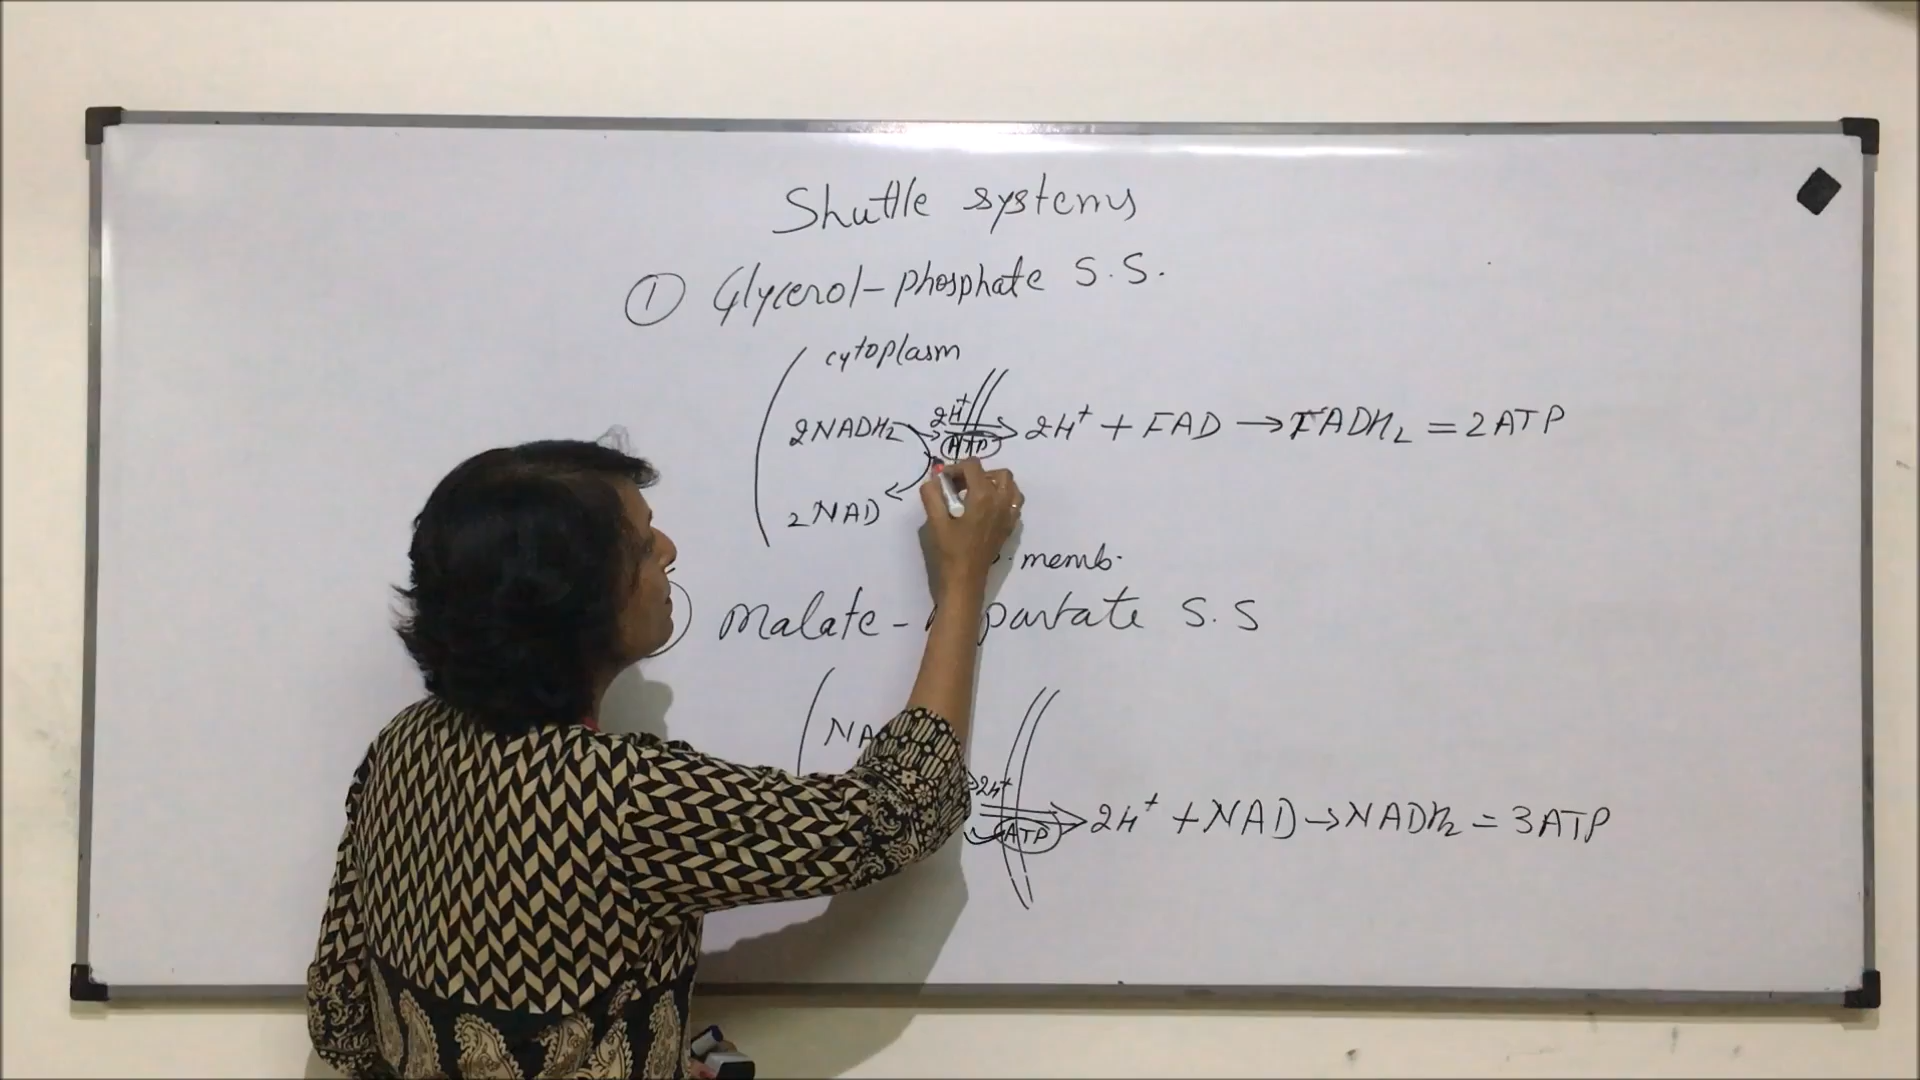 Shuttle systems
① Glycerol-phosphate S.S.
cytoplasm
2NADH₂ 2H⁺ ATP 2H⁺ + FAD → FADH₂ = 2ATP
2NAD
memb.
Malate- S.S
2H⁺
ATP 2H⁺ + NAD → NADH₂ = 3ATP